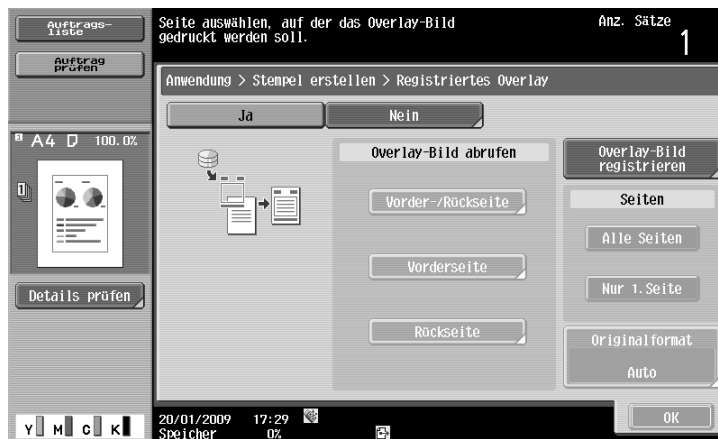 Auftrags-
liste
Auftrag
prüfen
Seite auswählen, auf der das Overlay-Bild
gedruckt werden soll.
Anz. Sätze
1
Anwendung > Stempel erstellen > Registriertes Overlay
Ja
Nein
A4 100.0%
Overlay-Bild abrufen
Vorder-/Rückseite
Vorderseite
Rückseite
Overlay-Bild
registrieren
Seiten
Alle Seiten
Nur 1.Seite
Originalformat
Auto
1
Details prüfen
Y M C K
20/01/2009 17:29
Speicher 0%
OK